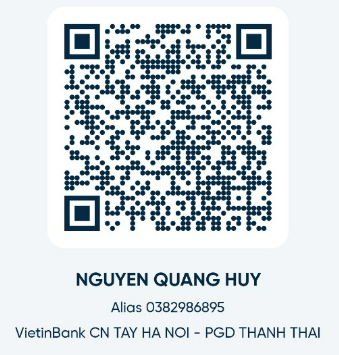 NGUYEN QUANG HUY
Alias 0382986895
VietinBank CN TAY HA NOI - PGD THANH THAI